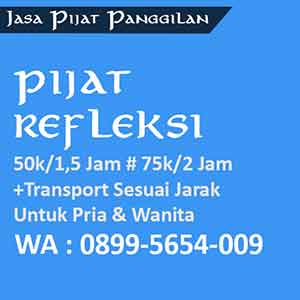 Jasa Pijat Panggilan
PIJAT
REFLEKSI
50k/1,5 Jam # 75k/2 Jam
+Transport Sesuai Jarak
Untuk Pria & Wanita
WA : 0899-5654-009